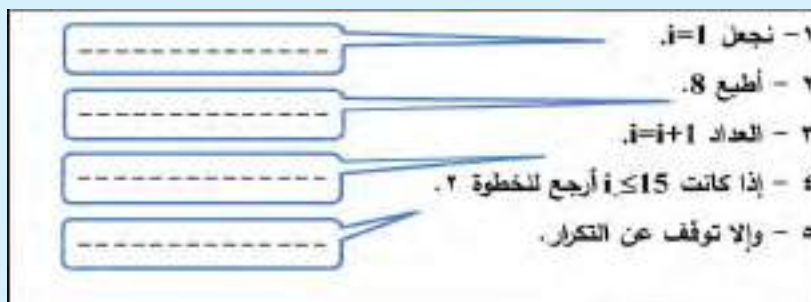 ١- نجعل i=1.
٢ - أطبع 8.
٣ - العداد i=i+1.
٤ - إذا كانت i≤15 أرجع للخطوة ٢.
٥ - وإلا توقف عن التكرار.